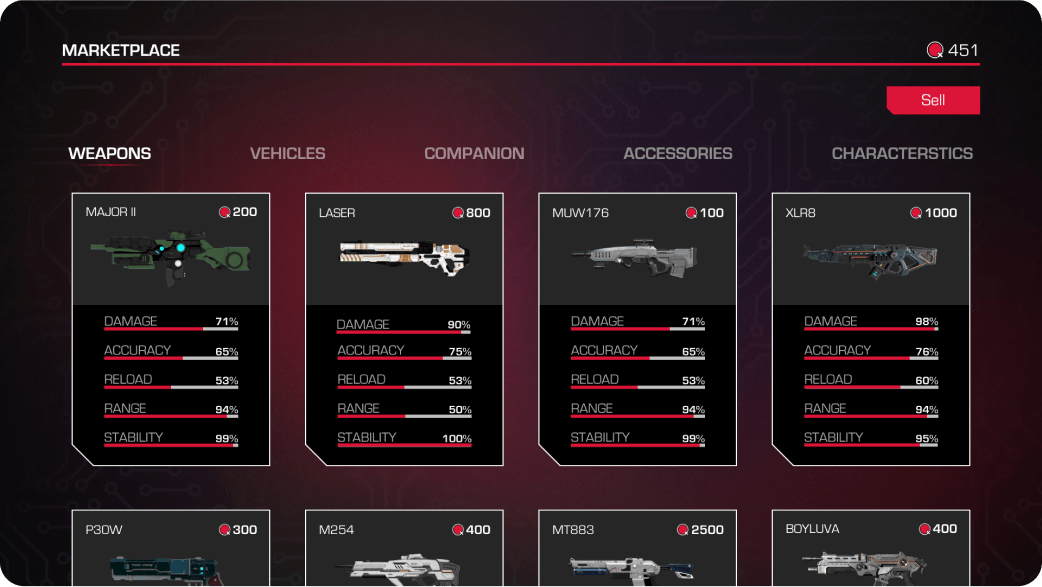 MARKETPLACE 451
Sell
WEAPONS VEHICLES COMPANION ACCESSORIES CHARACTERSTICS
MAJOR II 200
DAMAGE 71%
ACCURACY 65%
RELOAD 53%
RANGE 94%
STABILITY 99%
LASER 800
DAMAGE 90%
ACCURACY 75%
RELOAD 53%
RANGE 50%
STABILITY 100%
MUW176 100
DAMAGE 71%
ACCURACY 65%
RELOAD 53%
RANGE 94%
STABILITY 99%
XLR8 1000
DAMAGE 98%
ACCURACY 76%
RELOAD 60%
RANGE 94%
STABILITY 95%
P30W 300
M254 400
MT883 2500
BOYLUVA 400